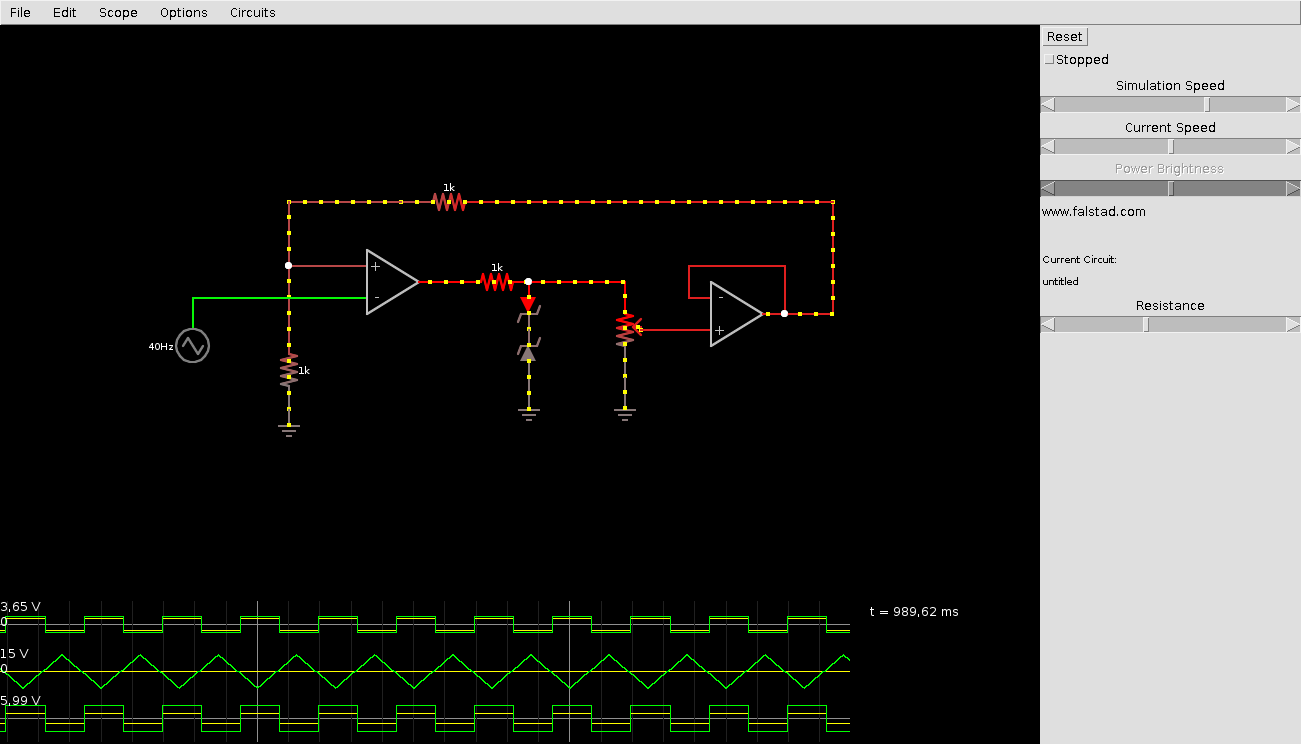 File Edit Scope Options Circuits
Reset
Stopped
Simulation Speed
Current Speed
Power Brightness
www.falstad.com
Current Circuit:
untitled
Resistance
1k
+
-
1k
-
+
40Hz
1k
3,65 V
0
15 V
0
5,99 V
t = 989,62 ms